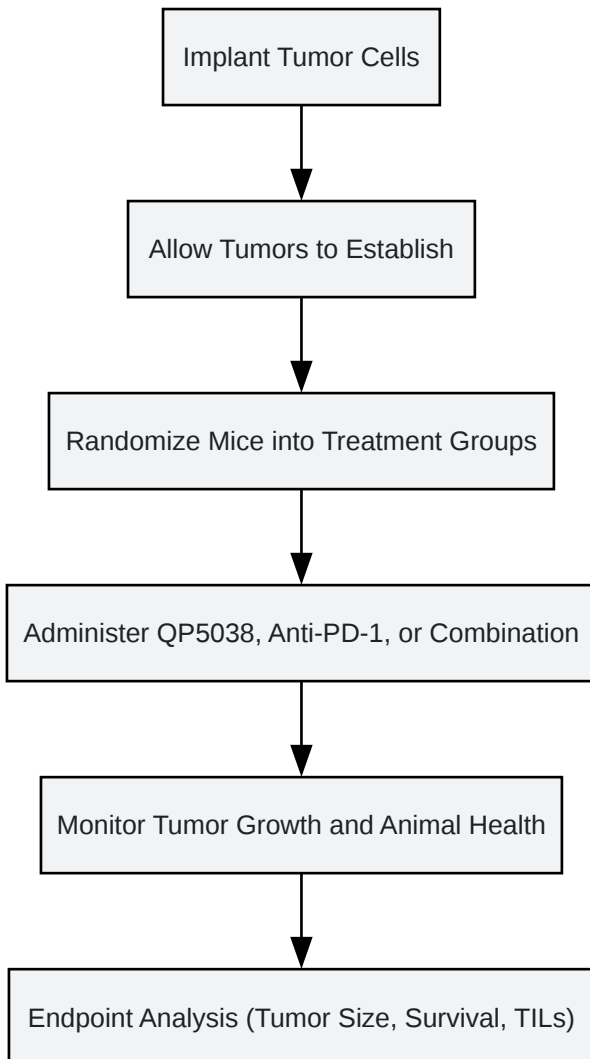 Implant Tumor Cells
Allow Tumors to Establish
Randomize Mice into Treatment Groups
Administer QP5038, Anti-PD-1, or Combination
Monitor Tumor Growth and Animal Health
Endpoint Analysis (Tumor Size, Survival, TILs)